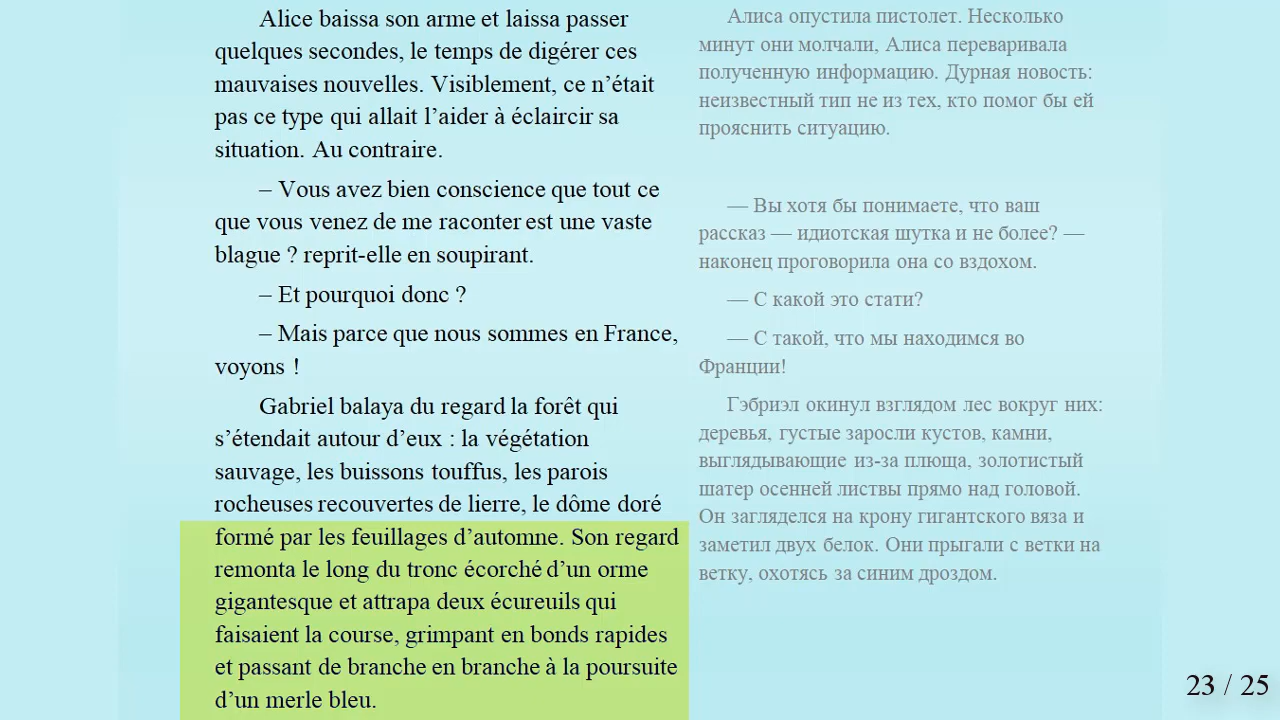 Alice baissa son arme et laissa passer
quelques secondes, le temps de digérer ces
mauvaises nouvelles. Visiblement, ce n’était
pas ce type qui allait l’aider à éclaircir sa
situation. Au contraire.
– Vous avez bien conscience que tout ce
que vous venez de me raconter est une vaste
blague ? reprit-elle en soupirant.
– Et pourquoi donc ?
– Mais parce que nous sommes en France,
voyons !
Gabriel balaya du regard la forêt qui
s’étendait autour d’eux : la végétation
sauvage, les buissons touffus, les parois
rocheuses recouvertes de lierre, le dôme doré
formé par les feuillages d’automne. Son regard
remonta le long du tronc écorché d’un orme
gigantesque et attrapa deux écureuils qui
faisaient la course, grimpant en bonds rapides
et passant de branche en branche à la poursuite
d’un merle bleu.
Алиса опустила пистолет. Несколько
минут они молчали, Алиса переваривала
полученную информацию. Дурная новость:
неизвестный тип не из тех, кто помог бы ей
прояснить ситуацию.
— Вы хотя бы понимаете, что ваш
рассказ — идиотская шутка и не более? —
наконец проговорила она со вздохом.
— С какой это стати?
— С такой, что мы находимся во
Франции!
Гэбриэл окинул взглядом лес вокруг них:
деревья, густые заросли кустов, камни,
выглядывающие из-за плюща, золотистый
шатер осенней листвы прямо над головой.
Он загляделся на крону гигантского вяза и
заметил двух белок. Они прыгали с ветки на
ветку, охотясь за синим дроздом.
23 / 25